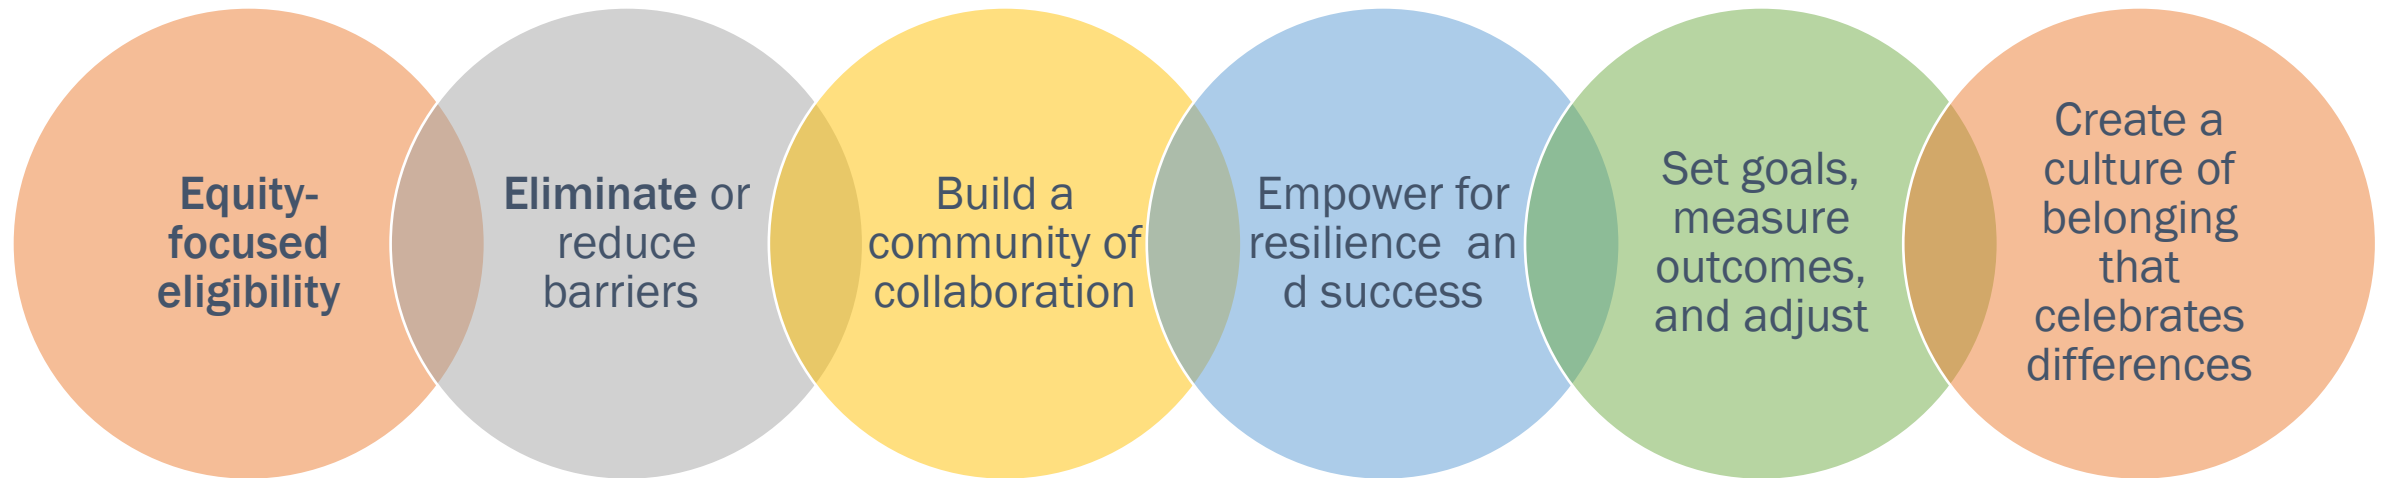 Equity-
focused
eligibility
Eliminate or
reduce
barriers
Build a
community of
collaboration
Empower for
resilience  an
d success
Set goals,
measure
outcomes,
and adjust
Create a
culture of
belonging
that
celebrates
differences